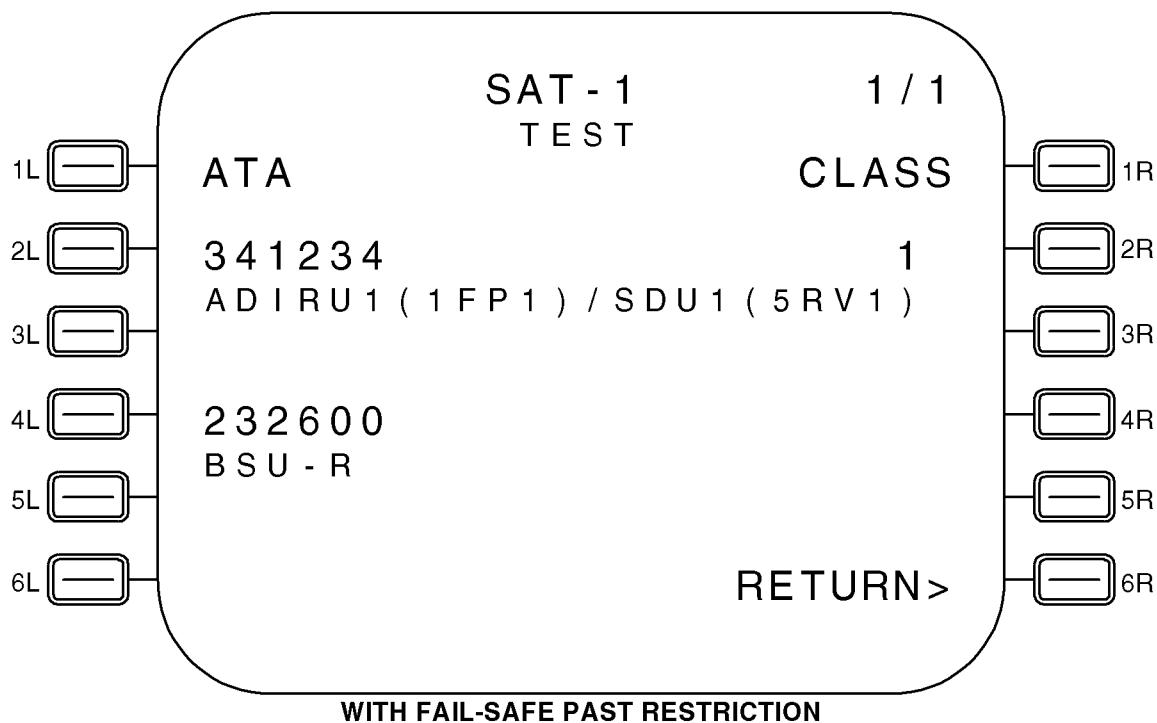 SAT-1 1/1
TEST
1L ATA CLASS 1R
2L 341234 1 2R
ADIRU1(1FP1)/SDU1(5RV1)
3L 3R
4L 232600 4R
BSU-R
5L 5R
6L RETURN> 6R
WITH FAIL-SAFE PAST RESTRICTION